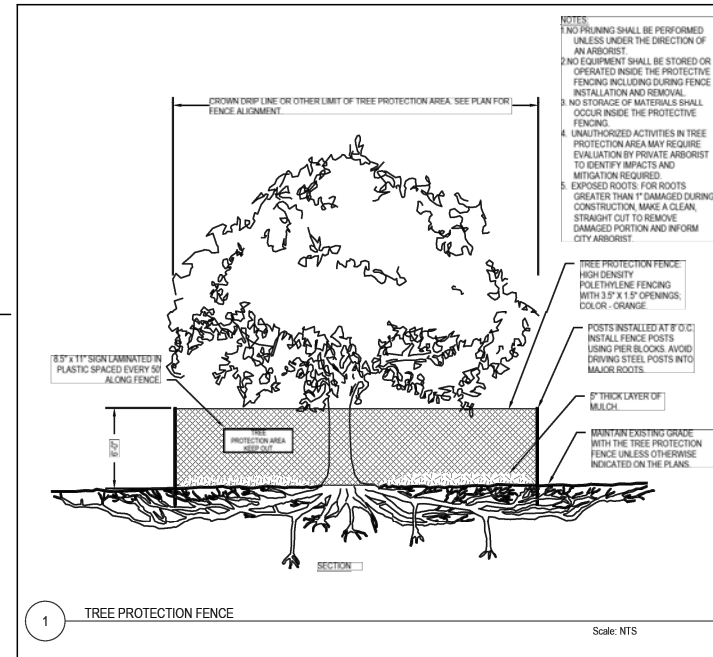 NOTES:
1.NO PRUNING SHALL BE PERFORMED
UNLESS UNDER THE DIRECTION OF
AN ARBORIST.
2.NO EQUIPMENT SHALL BE STORED OR
OPERATED INSIDE THE PROTECTIVE
FENCING INCLUDING DURING FENCE
INSTALLATION AND REMOVAL.
3. NO STORAGE OF MATERIALS SHALL
OCCUR INSIDE THE PROTECTIVE
FENCING.
4. UNAUTHORIZED ACTIVITIES IN TREE
PROTECTION AREA MAY REQUIRE
EVALUATION BY PRIVATE ARBORIST
TO IDENTIFY IMPACTS AND
MITIGATION REQUIRED.
5. EXPOSED ROOTS: FOR ROOTS
GREATER THAN 1" DAMAGED DURING
CONSTRUCTION, MAKE A CLEAN,
STRAIGHT CUT TO REMOVE
DAMAGED PORTION AND INFORM
CITY ARBORIST.
CROWN DRIP LINE OR OTHER LIMIT OF TREE PROTECTION AREA. SEE PLAN FOR
FENCE ALIGNMENT.
TREE PROTECTION FENCE:
HIGH DENSITY
POLETHYLENE FENCING
WITH 3.5" X 1.5" OPENINGS;
COLOR - ORANGE.
POSTS INSTALLED AT 8' O.C.
INSTALL FENCE POSTS
USING PIER BLOCKS. AVOID
DRIVING STEEL POSTS INTO
MAJOR ROOTS.
8.5" x 11" SIGN LAMINATED IN
PLASTIC SPACED EVERY 50'
ALONG FENCE.
5" THICK LAYER OF
MULCH.
TREE
PROTECTION AREA
KEEP OUT
MAINTAIN EXISTING GRADE
WITH THE TREE PROTECTION
FENCE UNLESS OTHERWISE
INDICATED ON THE PLANS.
6'-0"
SECTION
1
TREE PROTECTION FENCE
Scale: NTS